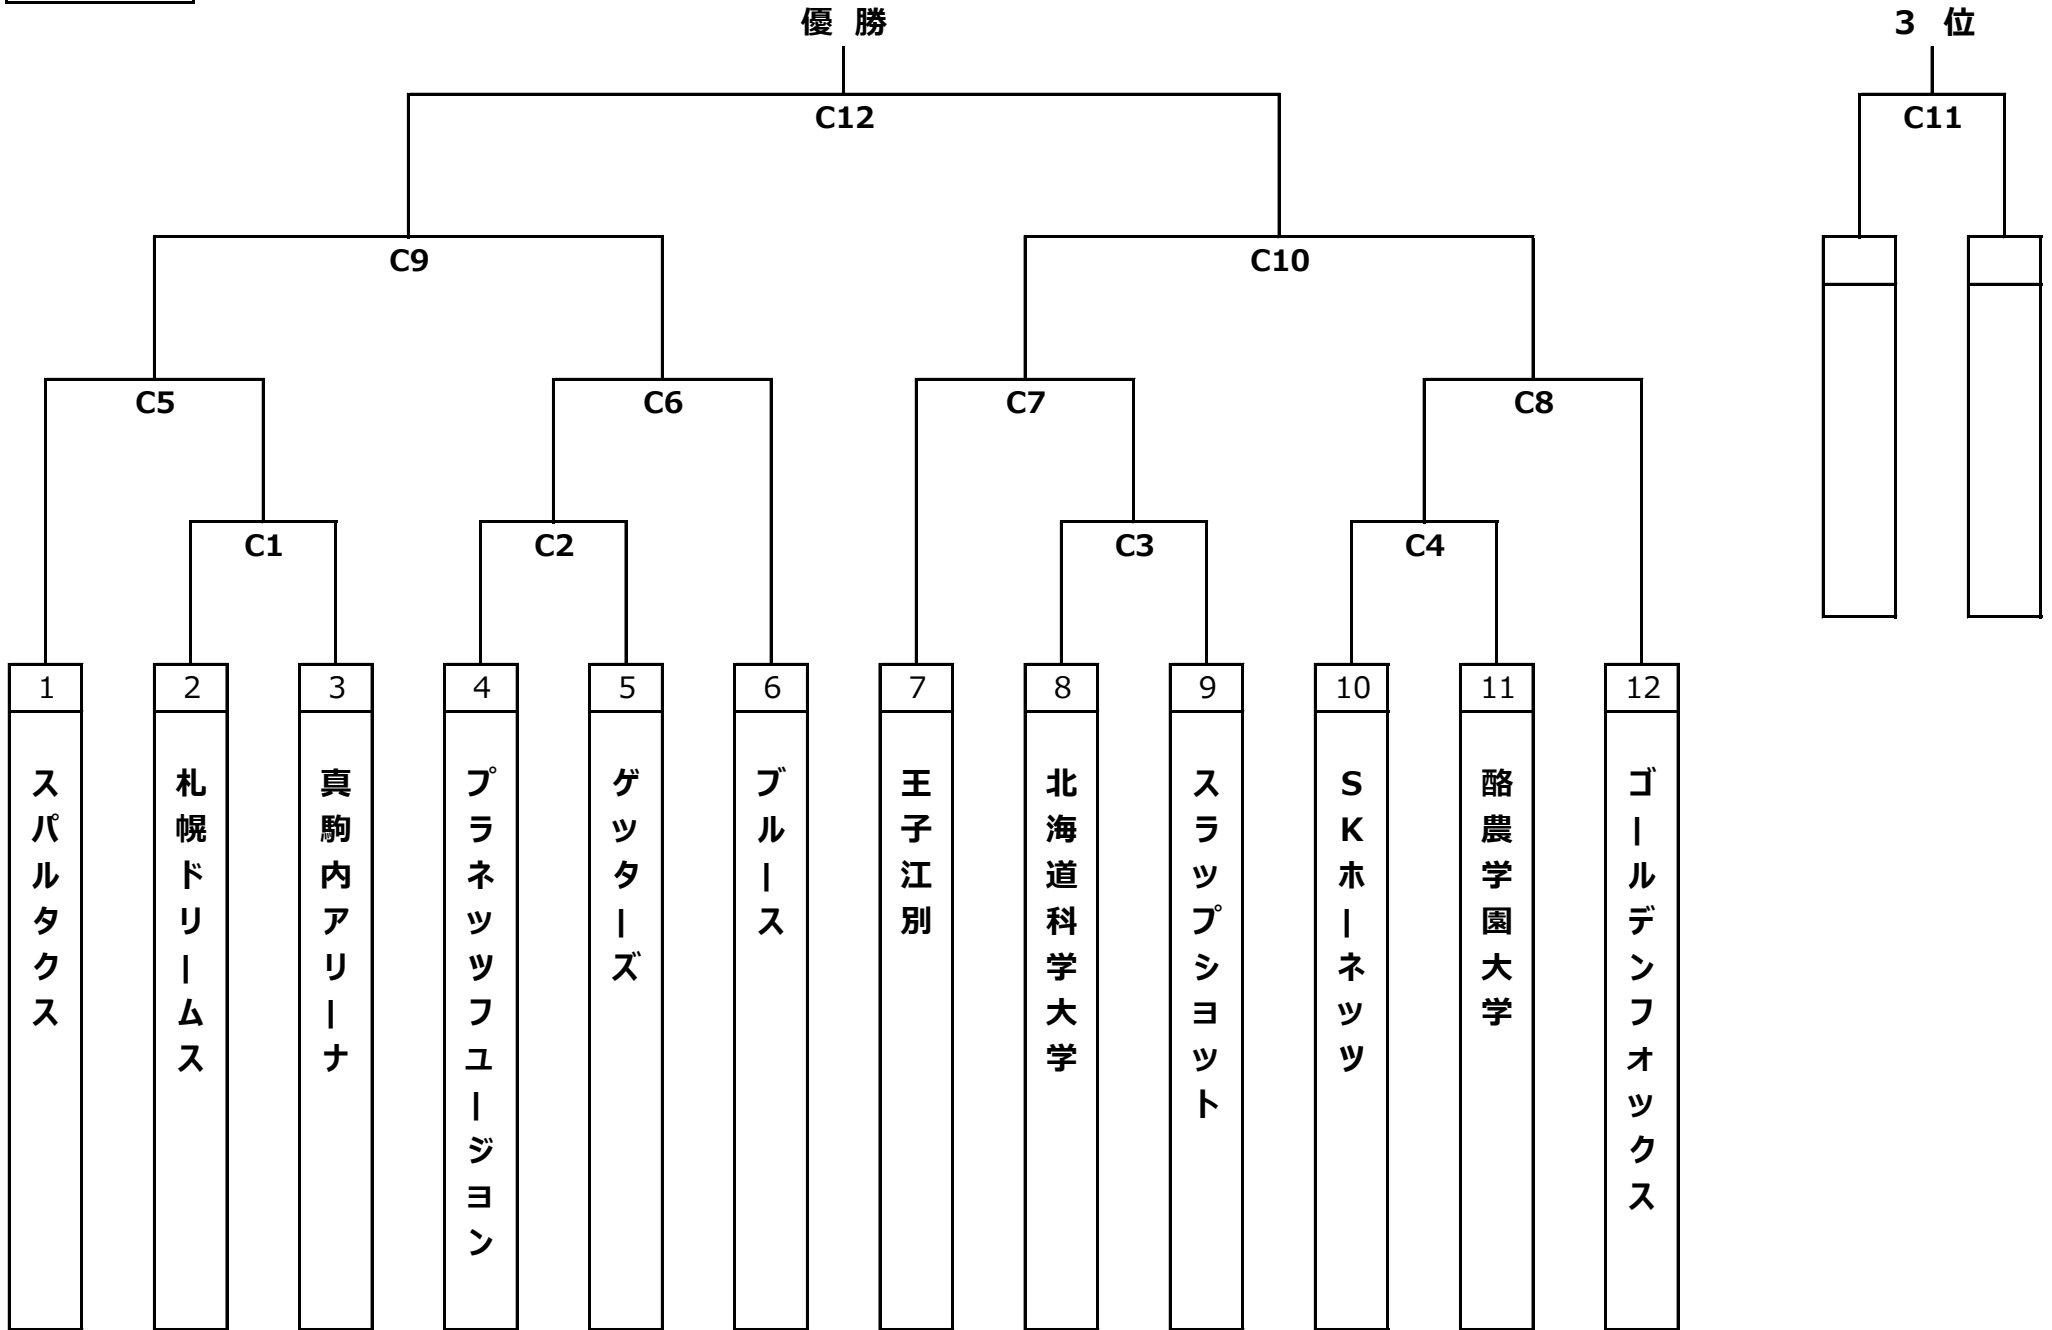 優 勝
3 位
C12
C11
C9
C10
C5
C6
C7
C8
C1
C2
C3
C4
1
2
3
4
5
6
7
8
9
10
11
12
スパルタクス
札幌ドリームス
真駒内アリーナ
プラネッツフュージョン
ゲッターズ
ブルース
王子江別
北海道科学大学
スラップショット
SKホーネッツ
酪農学園大学
ゴールデンフォックス